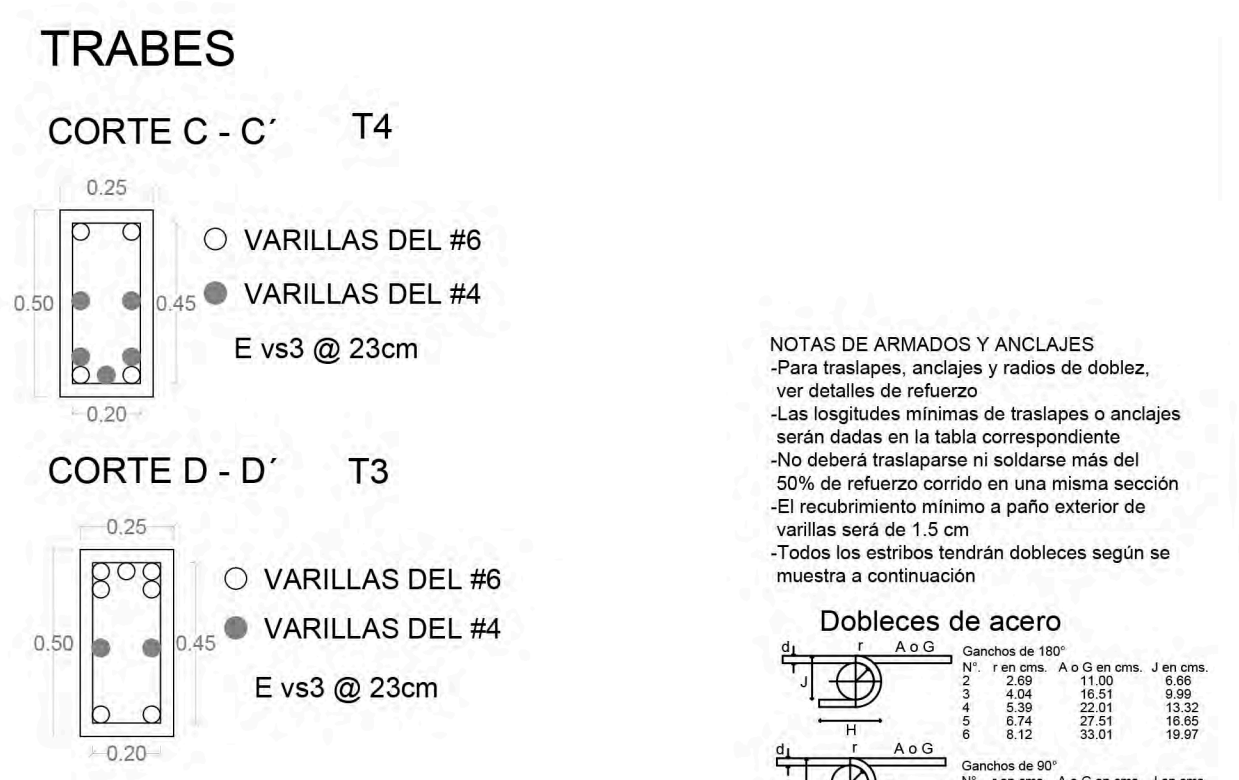 TRABES
CORTE C - C´ T4
0.25
VARILLAS DEL #6
0.50
0.45
VARILLAS DEL #4
E vs3 @ 23cm
0.20
CORTE D - D´ T3
0.25
VARILLAS DEL #6
0.50
0.45
VARILLAS DEL #4
E vs3 @ 23cm
0.20
NOTAS DE ARMADOS Y ANCLAJES
-Para traslapes, anclajes y radios de doblez,
ver detalles de refuerzo
-Las losgitudes mínimas de traslapes o anclajes
serán dadas en la tabla correspondiente
-No deberá traslaparse ni soldarse más del
50% de refuerzo corrido en una misma sección
-El recubrimiento mínimo a paño exterior de
varillas será de 1.5 cm
-Todos los estribos tendrán dobleces según se
muestra a continuación
Dobleces de acero
d r A o G
J
H
Ganchos de 180°
N°. r en cms. A o G en cms. J en cms.
2 2.69 11.00 6.66
3 4.04 16.51 9.99
4 5.39 22.01 13.32
5 6.74 27.51 16.65
6 8.12 33.01 19.97
d r A o G
Ganchos de 90°